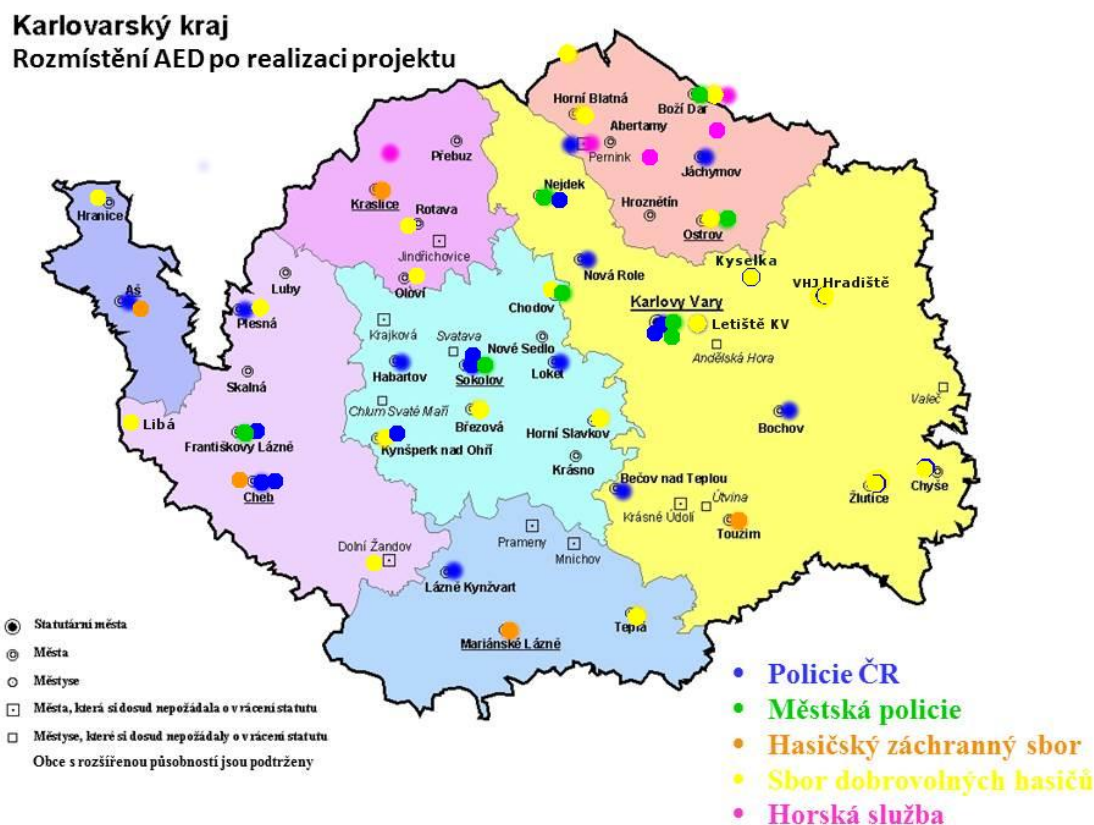 Karlovarský kraj
Rozmístění AED po realizaci projektu
Horní Blatná
Boží Dar
Abertamy
Přebuz
Pernink
Jáchymov
Nejdek
Kraslice
Hranice
Rotava
Hroznětín
Ostrov
Jindřichovice
Kyselka
Nová Role
Luby
Oloví
VHJ Hradiště
Aš
Plesná
Chodov
Karlovy Vary
Letiště KV
Krajková
Svatava
Nové Sedlo
Andělská Hora
Habartov
Sokolov
Loket
Skalná
Valeč
Chlum Svaté Maří
Březová
Libá
Horní Slavkov
Bochov
Františkovy Lázně
Kynšperk nad Ohří
Krásno
Bečov nad Teplou
Chyše
Cheb
Útvina
Žlutice
Krásné Údolí
Toužim
Prameny
Dolní Žandov
Mnichov
Lázně Kynžvart
Teplá
Mariánské Lázně
Statutární města
Města
Městyse
Města, která si dosud nepožádala o vrácení statutu
Městyse, které si dosud nepožádaly o vrácení statutu
Obce s rozšířenou působností jsou podtrženy
Policie ČR
Městská policie
Hasičský záchranný sbor
Sbor dobrovolných hasičů
Horská služba